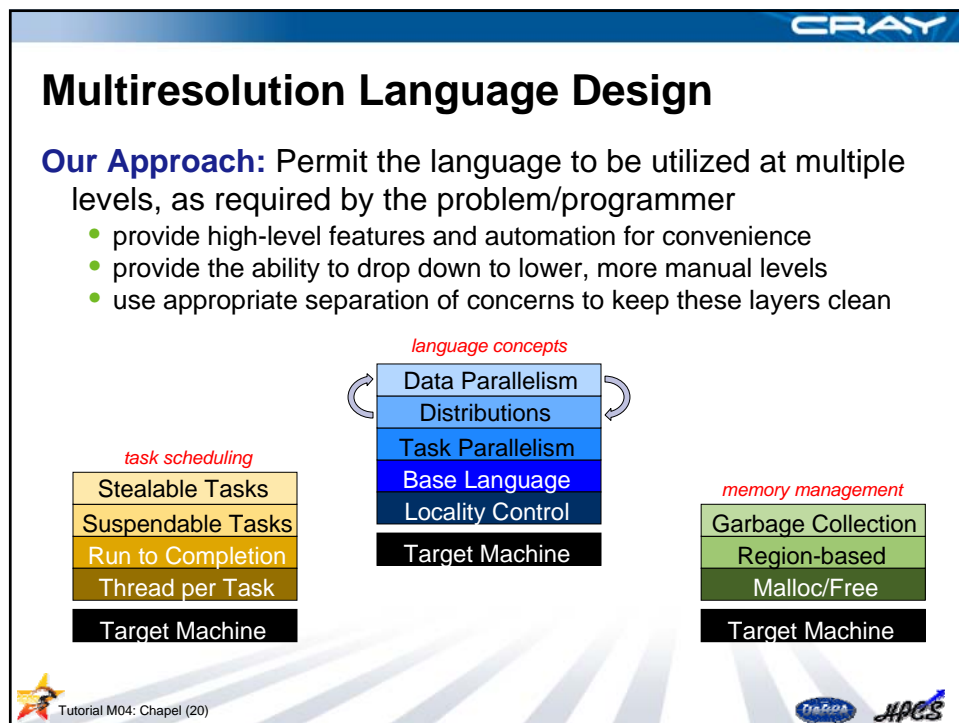 CRAY
Multiresolution Language Design
Our Approach: Permit the language to be utilized at multiple
levels, as required by the problem/programmer
• provide high-level features and automation for convenience
• provide the ability to drop down to lower, more manual levels
• use appropriate separation of concerns to keep these layers clean
language concepts
Data Parallelism
Distributions
Task Parallelism
Base Language
Locality Control
Target Machine
task scheduling
Stealable Tasks
Suspendable Tasks
Run to Completion
Thread per Task
Target Machine
memory management
Garbage Collection
Region-based
Malloc/Free
Target Machine
Tutorial M04: Chapel (20)
DARPA
HPCS